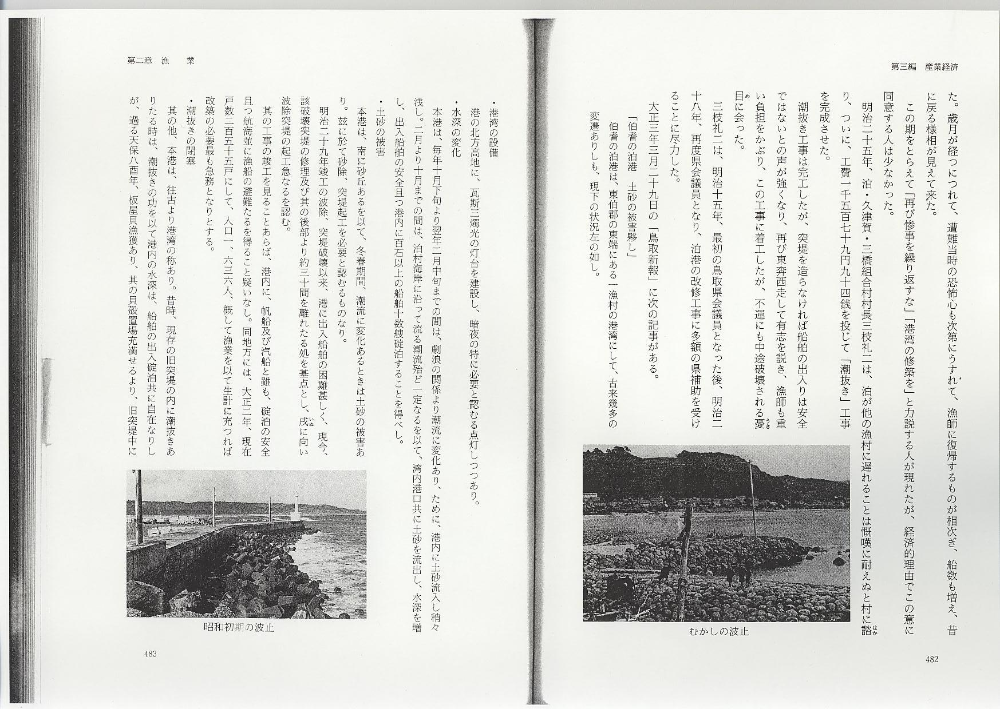 第三編　産業経済
た。歳月が経つにつれて、遭難当時の恐怖心も次第にうすれて、漁師に復帰するものが相次ぎ、船数も増え、昔
に戻る様相が見えて来た。
この期をとらえて「再び惨事を繰り返すな」「港湾の修築を」と力説する人が現れたが、経済的理由でこの意に
同意する人は少なかった。
明治二十五年、泊・久津賀・三橋組合村村長三枝礼二は、泊が他の漁村に遅れることは慨嘆に耐えぬと村に諮はか
り、ついに、工費一千五百七十九円九十四銭を投じて「潮抜き」工事
を完成させた。
潮抜き工事は完工したが、突堤を造らなければ船舶の出入りは安全
ではないとの声が強くなり、再び東奔西走して有志を説き、漁師も重
い負担をかぶり、この工事に着工したが、不運にも中途破壊される憂うき
目めに会った。
三枝礼二は、明治十五年、最初の鳥取県会議員となった後、明治二
十八年、再度県会議員となり、泊港の改修工事に多額の県補助を受け
ることに尽力した。
大正三年三月二十九日の「鳥取新報」に次の記事がある。
「伯耆の泊港　土砂の被害夥し」
伯耆の泊港は、東伯郡の東端にある一漁村の港湾にして、古来幾多の
変遷ありしも、現下の状況左の如し。
むかしの波止
482
第二章　漁　業
・港湾の設備
港の北方高地に、瓦斯三燭光の灯台を建設し、暗夜の特に必要と認むる点灯しつつあり。
・水深の変化
本港は、毎年十月下旬より翌年二月中旬までの間は、劇浪の関係より潮流に変化あり、ために、港内に土砂流入し稍々
浅し。二月より十月までの間は、泊村海岸に沿って流る潮流殆ど一定なるを以て、湾内港口共に土砂を流出し、水深を増
し、出入船舶の安全且つ港内に百石以上の船舶十数艘碇泊することを得べし。
・土砂の被害
本港は、南に砂丘あるを以て、冬春期間、潮流に変化あるときは土砂の被害あ
り。玆に於て砂除、突堤起工を必要と認むるものなり。
明治二十九年竣工の波除、突堤破壊以来、港に出入船舶の困難甚しく、現今、
該破壊突堤の修理及び其の後部より約三十間を離れたる処を基点とし、戌いぬに向い
波除突堤の起工急なるを認む。
其の工事の竣工を見ることあらば、港内に、帆船及び汽船と雖も、碇泊の安全
且つ航海並に漁船の避難たるを得ること疑いなし。同地方には、大正二年、現在
戸数二百五十五戸にして、人口一、六三六人、概して漁業を以て生計に充つれば
改築の必要最も急務となりとする。
・潮抜きの閉塞
其の他、本港は、往古より港湾の称あり。昔時、現存の旧突堤の内に潮抜きあ
りたる時は、潮抜きの功を以て港内の水深は、船舶の出入碇泊共に自在なりし
が、過る天保八酉年、板屋貝漁獲あり、其の貝殻置場充満せるより、旧突堤中に
昭和初期の波止
483